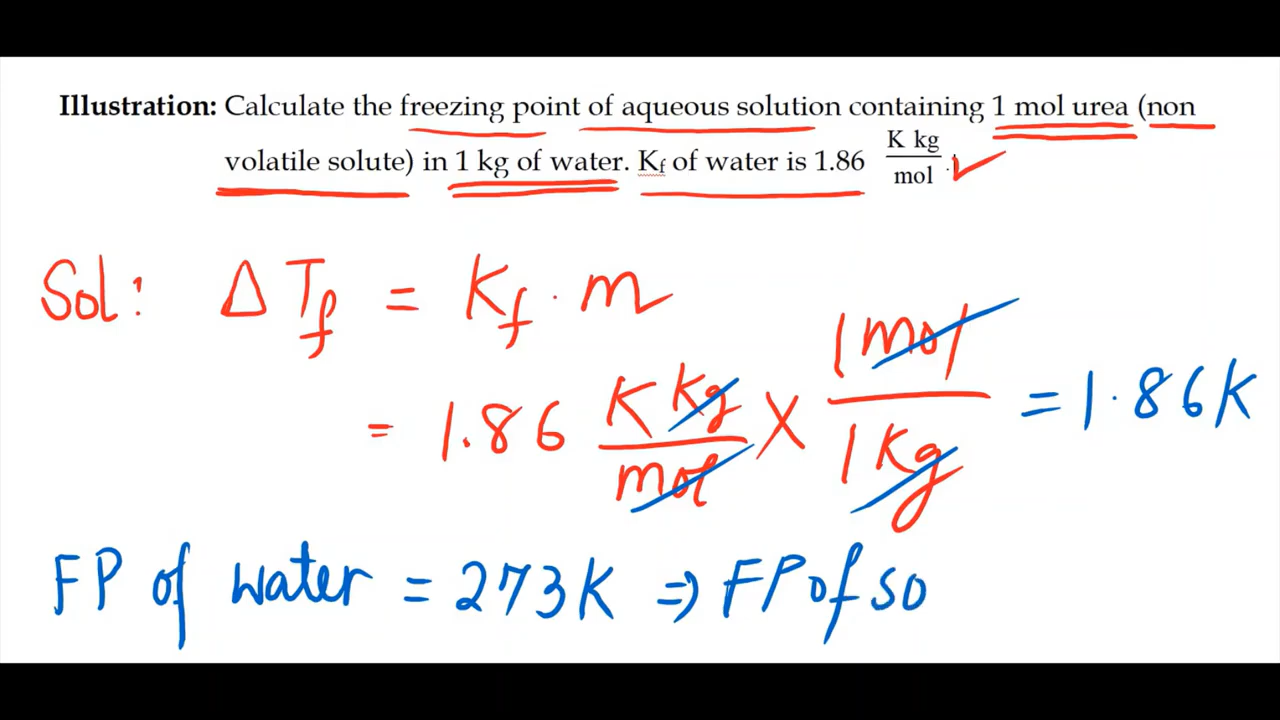 Illustration: Calculate the freezing point of aqueous solution containing 1 mol urea (non
volatile solute) in 1 kg of water. Kf of water is 1.86 K kg/mol.
Sol: Δ Tf = Kf · m
= 1.86 K kg/mol × 1 mol/1 kg = 1.86 K
FP of water = 273 K ⇒ FP of so